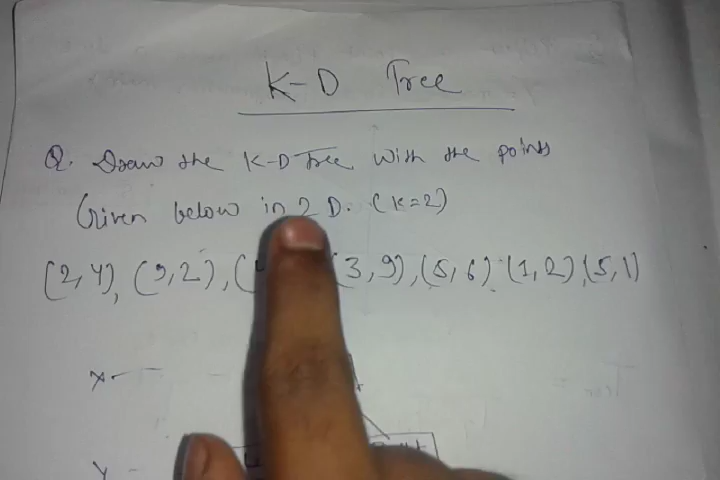 K-D Tree
Q. Draw the K-D Tree with the points
Given below in 2 D. (K=2)
(2,4), (9,2), ( (3,9), (5,6) (1,2) (5,1)
X
Y